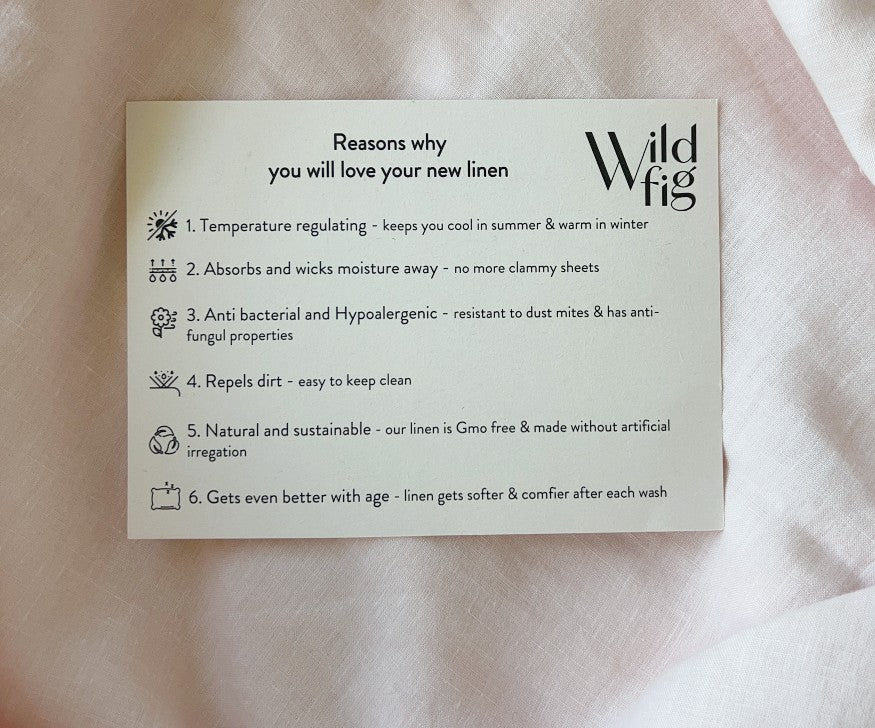 Reasons why
you will love your new linen
Wild
fig
1. Temperature regulating - keeps you cool in summer & warm in winter
2. Absorbs and wicks moisture away - no more clammy sheets
3. Anti bacterial and Hypoalergenic - resistant to dust mites & has anti-
fungul properties
4. Repels dirt - easy to keep clean
5. Natural and sustainable - our linen is Gmo free & made without artificial
irregation
6. Gets even better with age - linen gets softer & comfier after each wash